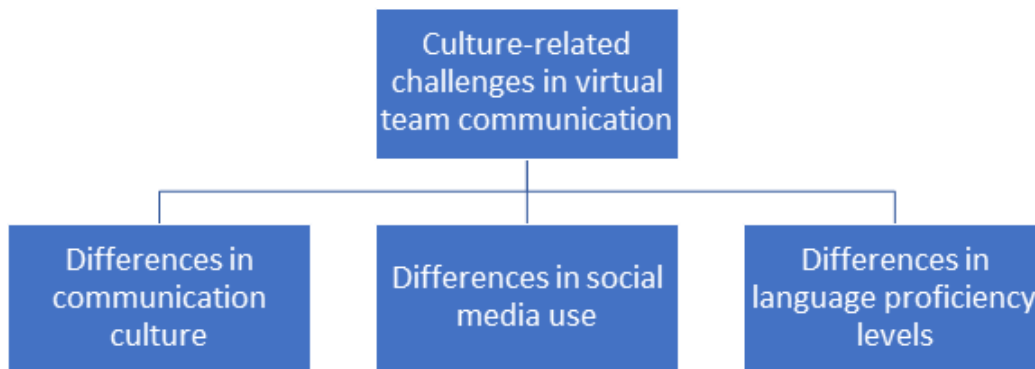 Culture-related
challenges in virtual
team communication
Differences in
communication
culture
Differences in social
media use
Differences in
language proficiency
levels